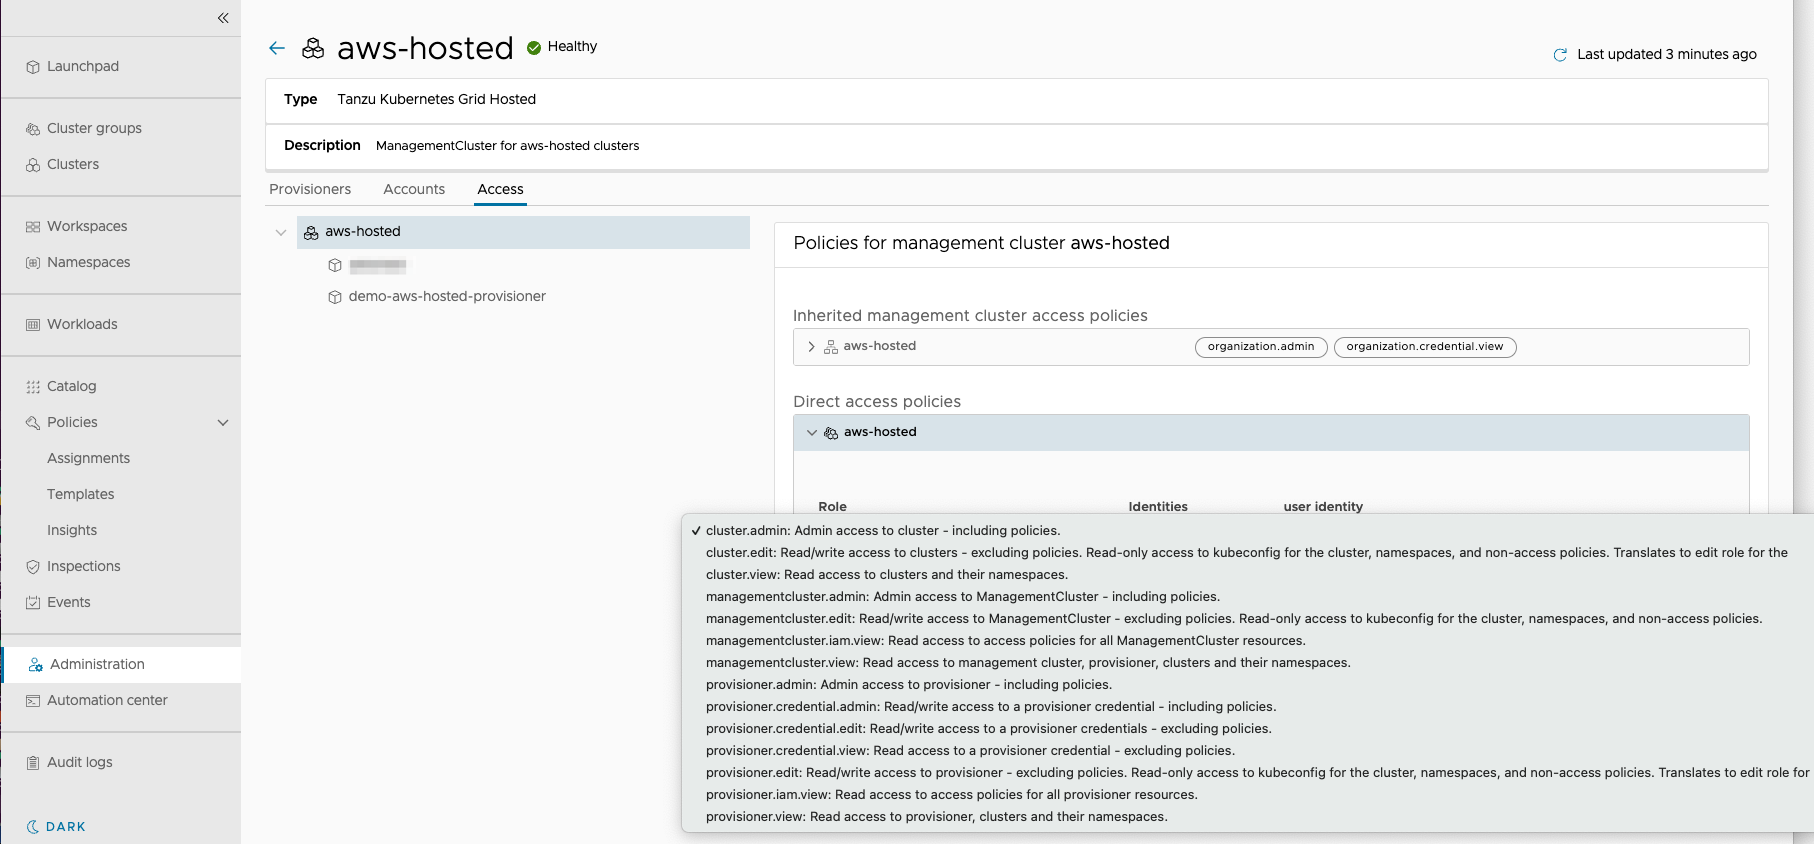 Launchpad
Cluster groups
Clusters
Workspaces
Namespaces
Workloads
Catalog
Policies
Assignments
Templates
Insights
Inspections
Events
Administration
Automation center
Audit logs
DARK
aws-hosted
Healthy
Last updated 3 minutes ago
Type Tanzu Kubernetes Grid Hosted
Description ManagementCluster for aws-hosted clusters
Provisioners Accounts Access
aws-hosted
demo-aws-hosted-provisioner
Policies for management cluster aws-hosted
Inherited management cluster access policies
aws-hosted organization.admin organization.credential.view
Direct access policies
aws-hosted
Role Identities user identity
cluster.admin: Admin access to cluster - including policies.
cluster.edit: Read/write access to clusters - excluding policies. Read-only access to kubeconfig for the cluster, namespaces, and non-access policies. Translates to edit role for the
cluster.view: Read access to clusters and their namespaces.
managementcluster.admin: Admin access to ManagementCluster - including policies.
managementcluster.edit: Read/write access to ManagementCluster - excluding policies. Read-only access to kubeconfig for the cluster, namespaces, and non-access policies.
managementcluster.iam.view: Read access to access policies for all ManagementCluster resources.
managementcluster.view: Read access to management cluster, provisioner, clusters and their namespaces.
provisioner.admin: Admin access to provisioner - including policies.
provisioner.credential.admin: Read/write access to a provisioner credential - including policies.
provisioner.credential.edit: Read/write access to a provisioner credentials - excluding policies.
provisioner.credential.view: Read access to a provisioner credential - excluding policies.
provisioner.edit: Read/write access to provisioner - excluding policies. Read-only access to kubeconfig for the cluster, namespaces, and non-access policies. Translates to edit role for
provisioner.iam.view: Read access to access policies for all provisioner resources.
provisioner.view: Read access to provisioner, clusters and their namespaces.